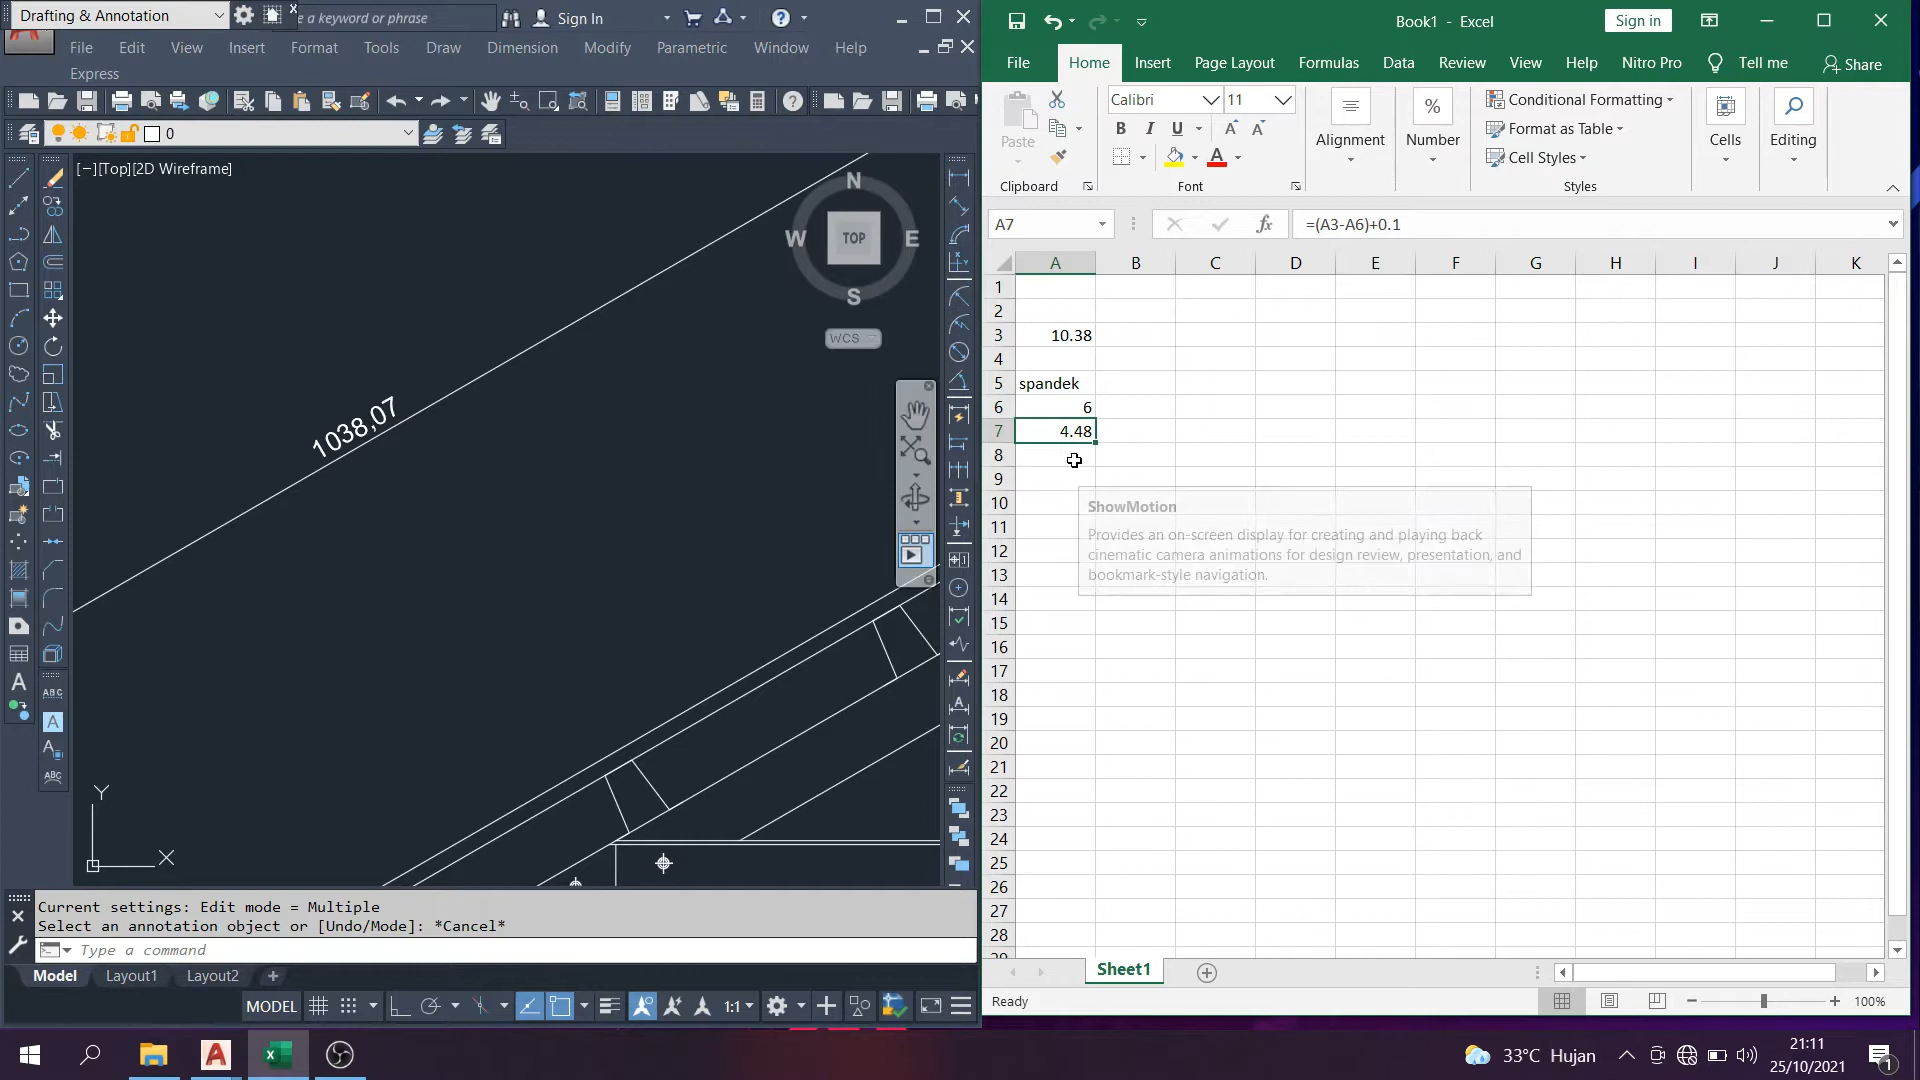 Drafting & Annotation
e a keyword or phrase
Sign In
File Edit View Insert Format Tools Draw Dimension Modify Parametric Window Help
Express
0
[−][Top][2D Wireframe]
N
W TOP E
S
WCS
1038,07
Y
X
Current settings: Edit mode = Multiple
Select an annotation object or [Undo/Mode]: *Cancel*
Type a command
Model Layout1 Layout2 +
MODEL 1:1
Book1 - Excel
Sign in
File Home Insert Page Layout Formulas Data Review View Help Nitro Pro Tell me Share
Paste
Calibri 11
B I U
A A
Alignment
%
Number
Conditional Formatting
Format as Table
Cell Styles
Cells
Editing
Clipboard Font Styles
A7 fx =(A3-A6)+0.1
A B C D E F G H I J K
1
2
3 10.38
4
5 spandek
6 6
7 4.48
8
9
10
11
12
13
14
15
16
17
18
19
20
21
22
23
24
25
26
27
28
ShowMotion
Provides an on-screen display for creating and playing back
cinematic camera animations for design review, presentation, and
bookmark-style navigation.
Sheet1
Ready
100%
33°C Hujan
21:11
25/10/2021
1